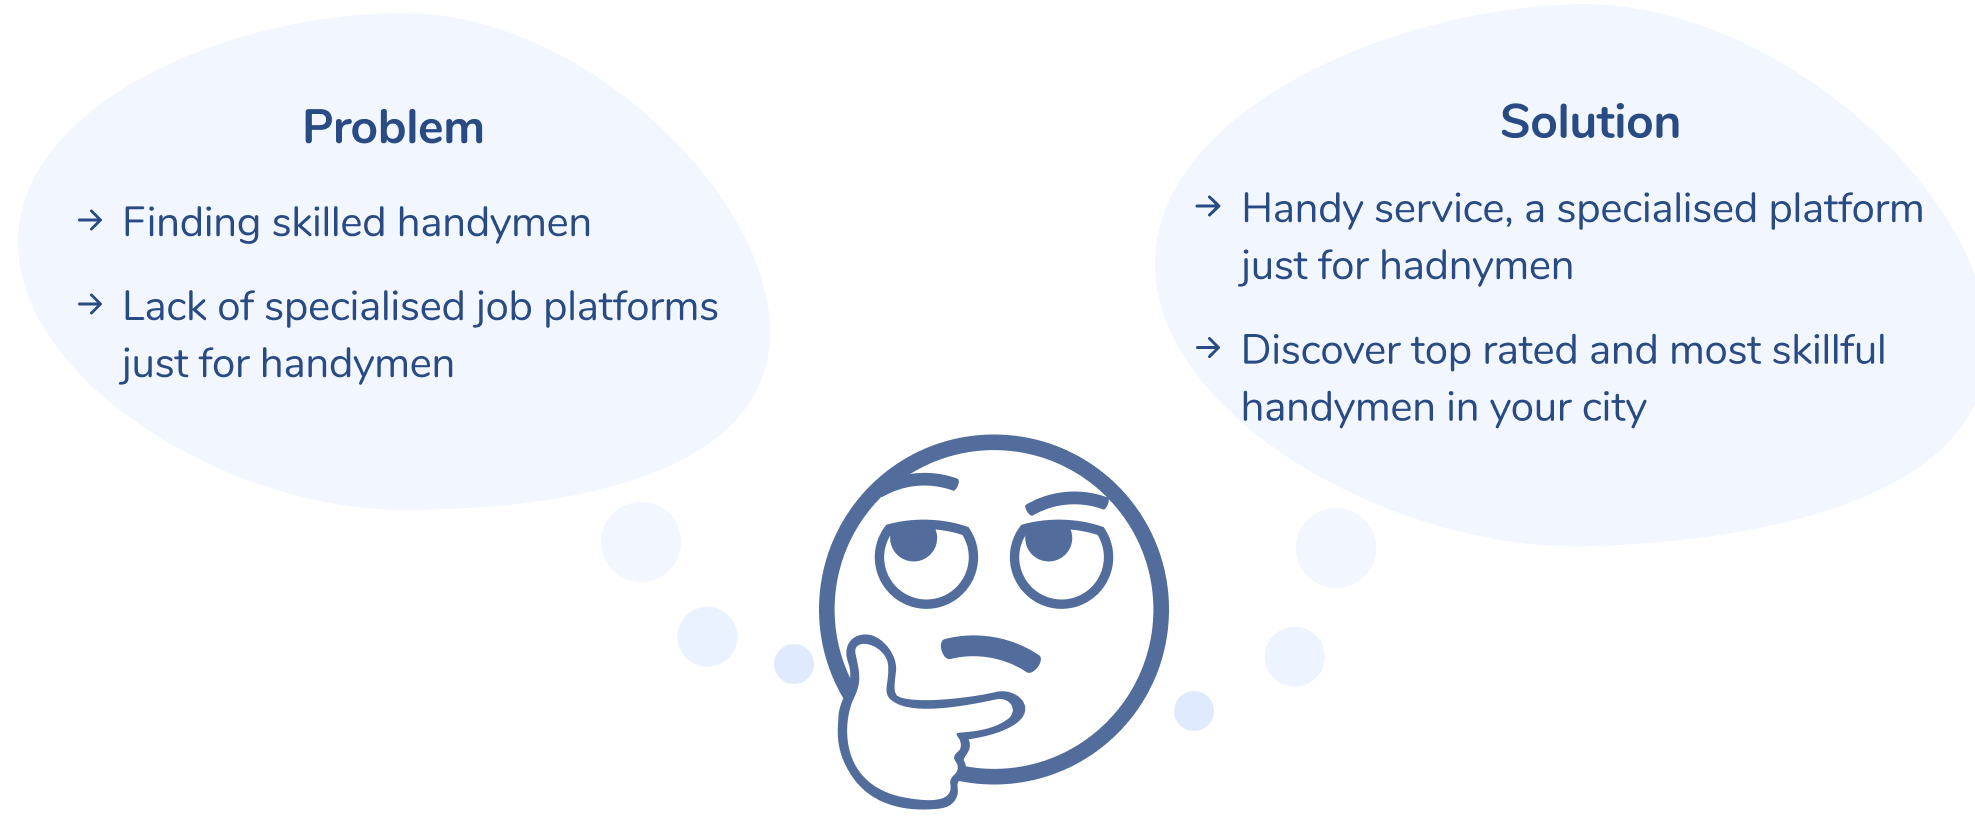 Problem
→ Finding skilled handymen
→ Lack of specialised job platforms
just for handymen
Solution
→ Handy service, a specialised platform
just for hadnymen
→ Discover top rated and most skillful
handymen in your city